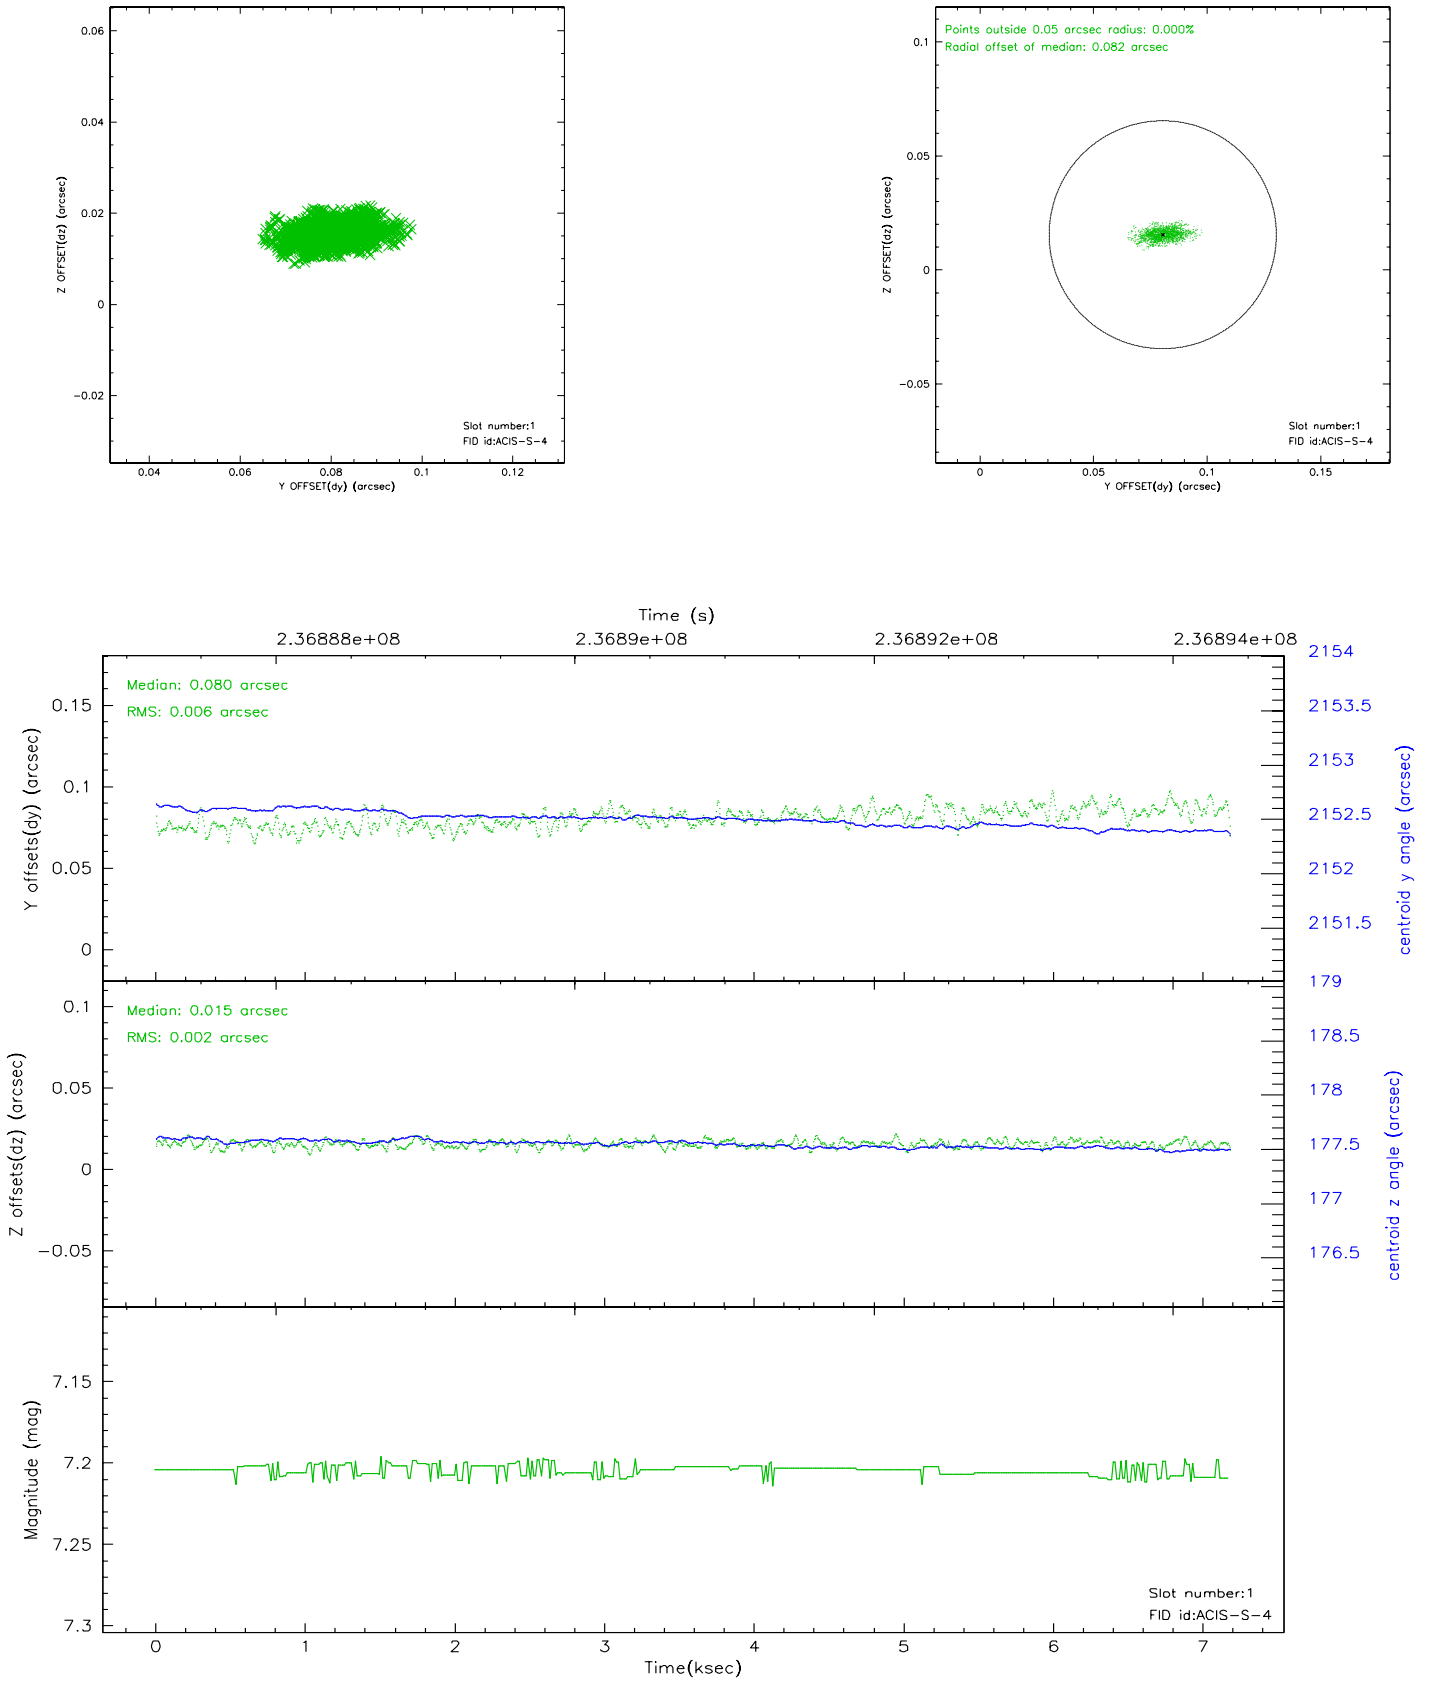 0.06
0.04
0.02
0
−0.02
Z OFFSET(dz) (arcsec)
0.04 0.06 0.08 0.1 0.12
Y OFFSET(dy) (arcsec)
Slot number:1
FID id:ACIS−S−4
Points outside 0.05 arcsec radius: 0.000%
Radial offset of median: 0.082 arcsec
0.1
0.05
0
−0.05
Z OFFSET(dz) (arcsec)
0 0.05 0.1 0.15
Y OFFSET(dy) (arcsec)
Slot number:1
FID id:ACIS−S−4
Time (s)
2.36888e+08 2.3689e+08 2.36892e+08 2.36894e+08
Median: 0.080 arcsec
RMS: 0.006 arcsec
0.15
0.1
0.05
0
Y offsets(dy) (arcsec)
2154
2153.5
2153
2152.5
2152
2151.5
centroid y angle (arcsec)
Median: 0.015 arcsec
RMS: 0.002 arcsec
0.1
0.05
0
−0.05
Z offsets(dz) (arcsec)
179
178.5
178
177.5
177
176.5
centroid z angle (arcsec)
7.15
7.2
7.25
7.3
Magnitude (mag)
Slot number:1
FID id:ACIS−S−4
0 1 2 3 4 5 6 7
Time(ksec)